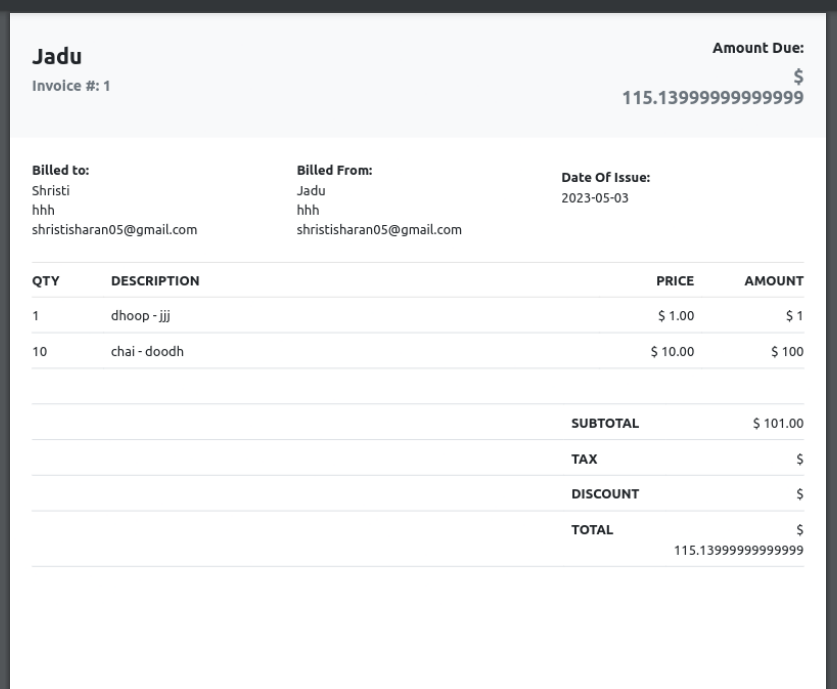 Jadu
Invoice #: 1
Amount Due:
$
115.13999999999999
Billed to:
Shristi
hhh
shristisharan05@gmail.com
Billed From:
Jadu
hhh
shristisharan05@gmail.com
Date Of Issue:
2023-05-03
QTY DESCRIPTION PRICE AMOUNT
1 dhoop - jjj $ 1.00 $ 1
10 chai - doodh $ 10.00 $ 100
SUBTOTAL $ 101.00
TAX $
DISCOUNT $
TOTAL $
115.13999999999999